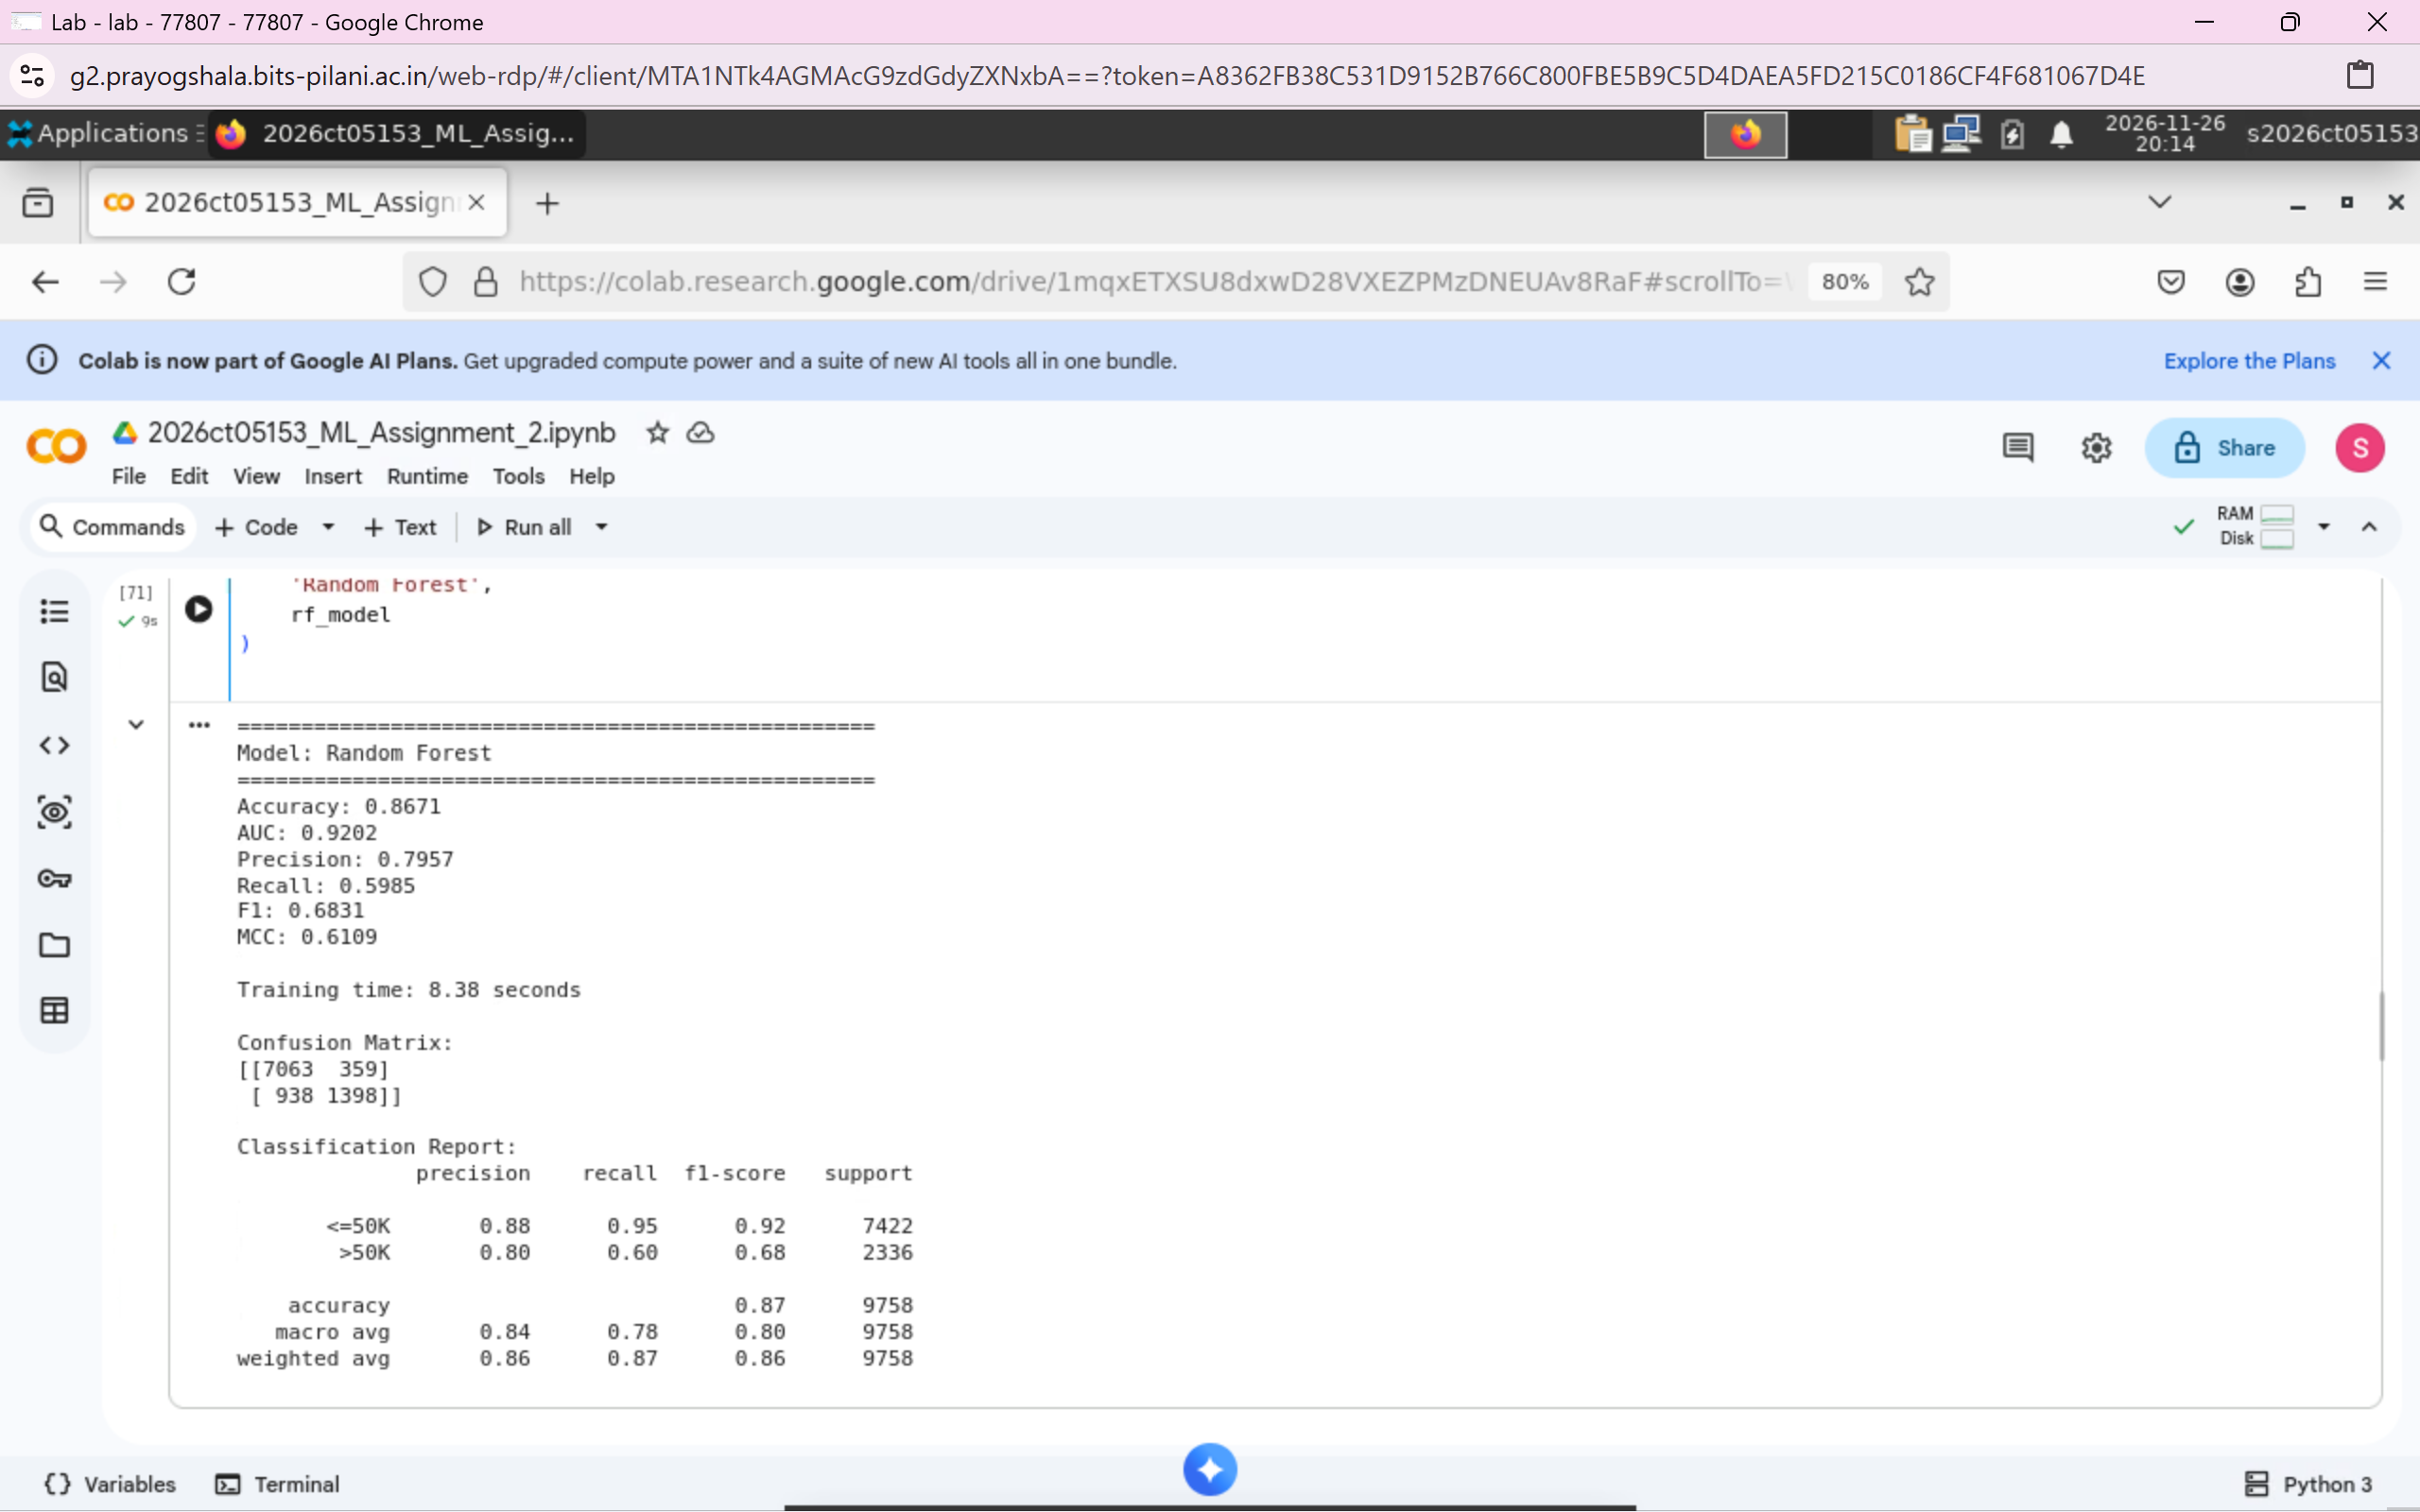 Lab - lab - 77807 - 77807 - Google Chrome
g2.prayogshala.bits-pilani.ac.in/web-rdp/#/client/MTA1NTk4AGMAcG9zdGdyZXNxbA==?token=A8362FB38C531D9152B766C800FBE5B9C5D4DAEA5FD215C0186CF4F681067D4E
Applications 2026ct05153_ML_Assig... 2026-11-26 20:14 s2026ct05153
2026ct05153_ML_Assign
https://colab.research.google.com/drive/1mqxETXSU8dxwD28VXEZPMzDNEUAv8RaF#scrollTo= 80%
Colab is now part of Google AI Plans. Get upgraded compute power and a suite of new AI tools all in one bundle. Explore the Plans
2026ct05153_ML_Assignment_2.ipynb
File Edit View Insert Runtime Tools Help
Share S
Commands + Code + Text Run all RAM Disk
[71] 'Random Forest',
9s rf_model
)
==================================================
Model: Random Forest
==================================================
Accuracy: 0.8671
AUC: 0.9202
Precision: 0.7957
Recall: 0.5985
F1: 0.6831
MCC: 0.6109
Training time: 8.38 seconds
Confusion Matrix:
[[7063  359]
 [ 938 1398]]
Classification Report:
precision recall f1-score support
<=50K 0.88 0.95 0.92 7422
>50K 0.80 0.60 0.68 2336
accuracy 0.87 9758
macro avg 0.84 0.78 0.80 9758
weighted avg 0.86 0.87 0.86 9758
Variables Terminal Python 3